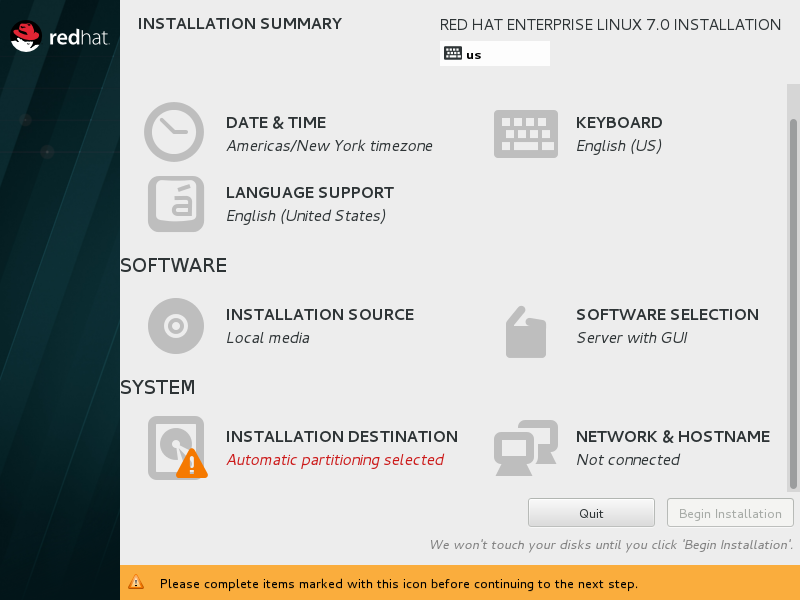 redhat.
INSTALLATION SUMMARY
RED HAT ENTERPRISE LINUX 7.0 INSTALLATION
us
DATE & TIME
Americas/New York timezone
KEYBOARD
English (US)
LANGUAGE SUPPORT
English (United States)
SOFTWARE
INSTALLATION SOURCE
Local media
SOFTWARE SELECTION
Server with GUI
SYSTEM
INSTALLATION DESTINATION
Automatic partitioning selected
NETWORK & HOSTNAME
Not connected
Quit
Begin Installation
We won't touch your disks until you click 'Begin Installation'.
Please complete items marked with this icon before continuing to the next step.